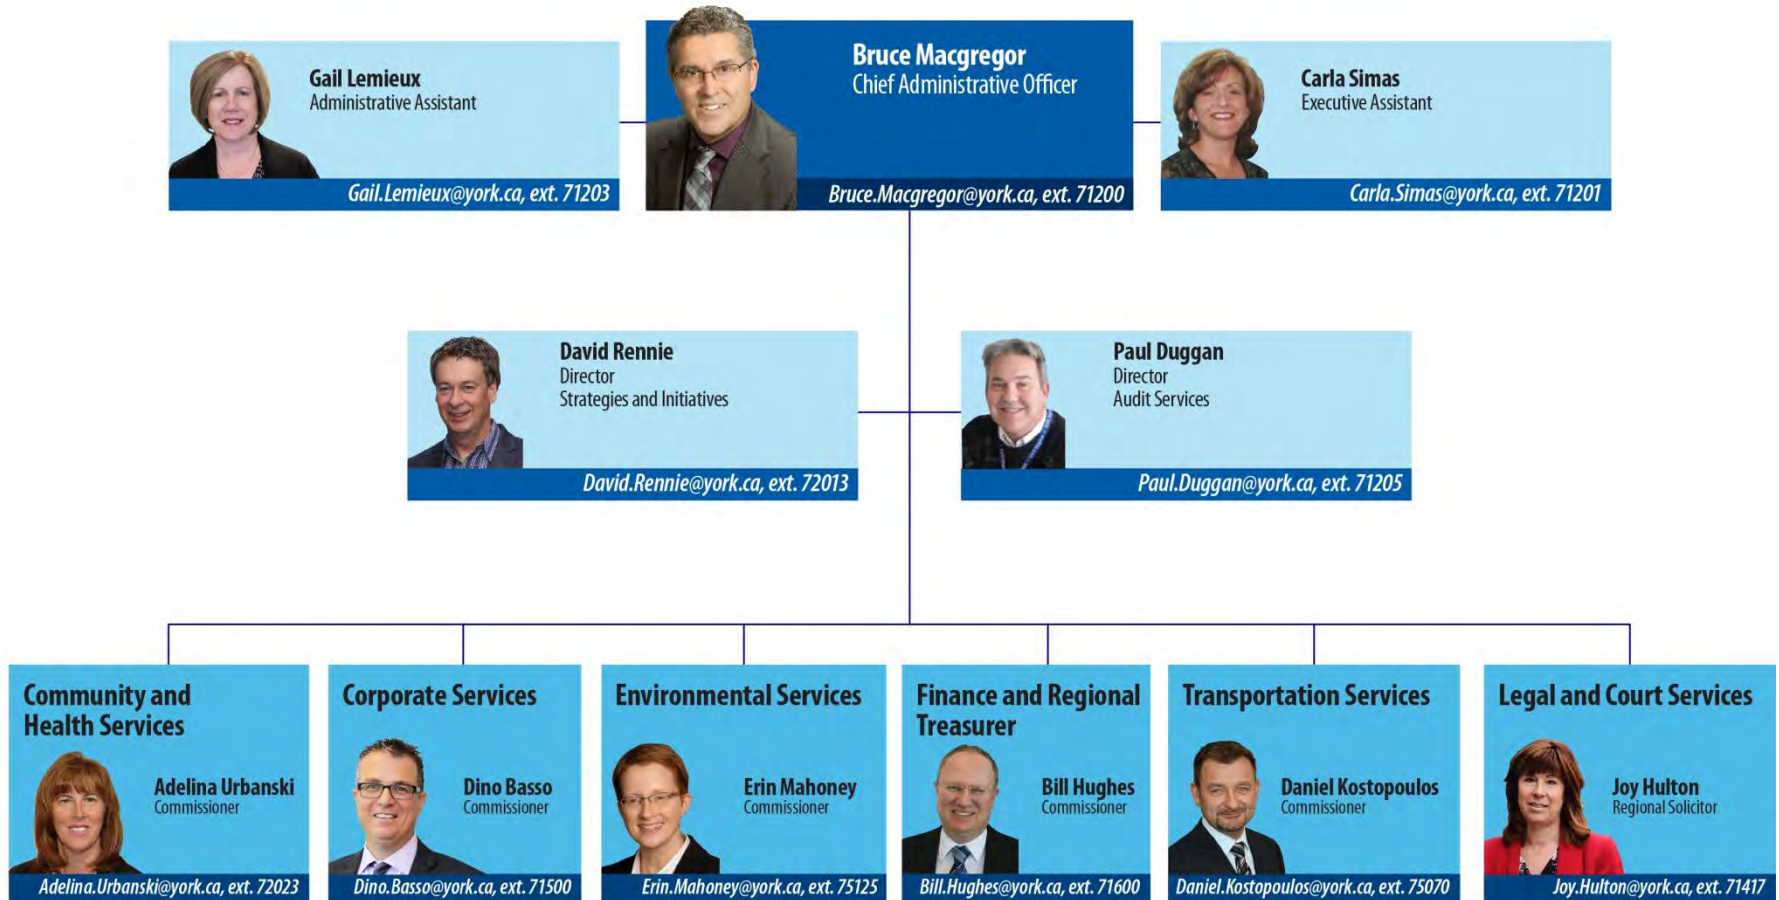 Gail Lemieux
Administrative Assistant
Gail.Lemieux@york.ca, ext. 71203
Bruce Macgregor
Chief Administrative Officer
Bruce.Macgregor@york.ca, ext. 71200
Carla Simas
Executive Assistant
Carla.Simas@york.ca, ext. 71201
David Rennie
Director
Strategies and Initiatives
David.Rennie@york.ca, ext. 72013
Paul Duggan
Director
Audit Services
Paul.Duggan@york.ca, ext. 71205
Community and
Health Services
Adelina Urbanski
Commissioner
Adelina.Urbanski@york.ca, ext. 72023
Corporate Services
Dino Basso
Commissioner
Dino.Basso@york.ca, ext. 71500
Environmental Services
Erin Mahoney
Commissioner
Erin.Mahoney@york.ca, ext. 75125
Finance and Regional
Treasurer
Bill Hughes
Commissioner
Bill.Hughes@york.ca, ext. 71600
Transportation Services
Daniel Kostopoulos
Commissioner
Daniel.Kostopoulos@york.ca, ext. 75070
Legal and Court Services
Joy Hulton
Regional Solicitor
Joy.Hulton@york.ca, ext. 71417